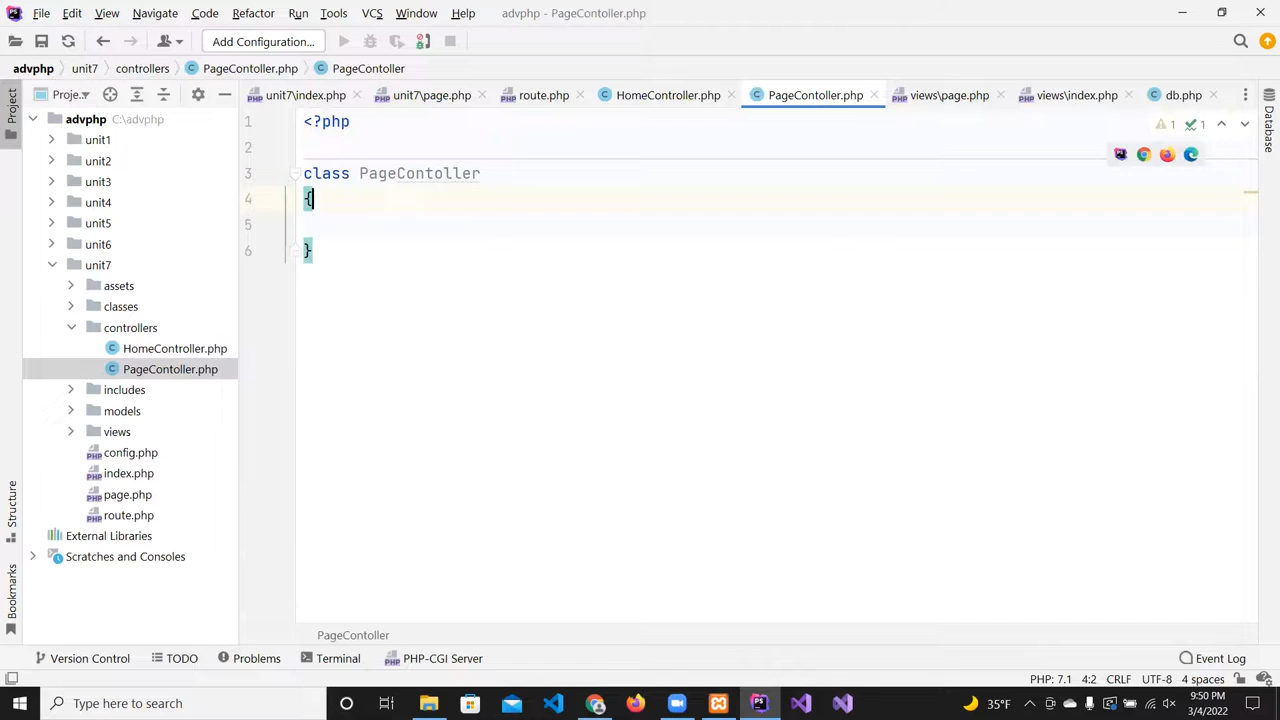 File Edit View Navigate Code Refactor Run Tools VCS Window Help advphp - PageContoller.php
Add Configuration...
advphp unit7 controllers PageContoller.php PageContoller
Project
Proje...
unit7\index.php unit7\page.php route.php HomeController.php PageContoller.php views\page.php views\index.php db.php
Database
advphp C:\advphp
unit1
unit2
unit3
unit4
unit5
unit6
unit7
assets
classes
controllers
HomeController.php
PageContoller.php
includes
models
views
config.php
index.php
page.php
route.php
External Libraries
Scratches and Consoles
Structure
Bookmarks
1 <?php
2
3 class PageContoller
4 {
5
6 }
1 1
PageContoller
Version Control TODO Problems Terminal PHP-CGI Server Event Log
PHP: 7.1 4:2 CRLF UTF-8 4 spaces
Type here to search
35°F
9:50 PM
3/4/2022